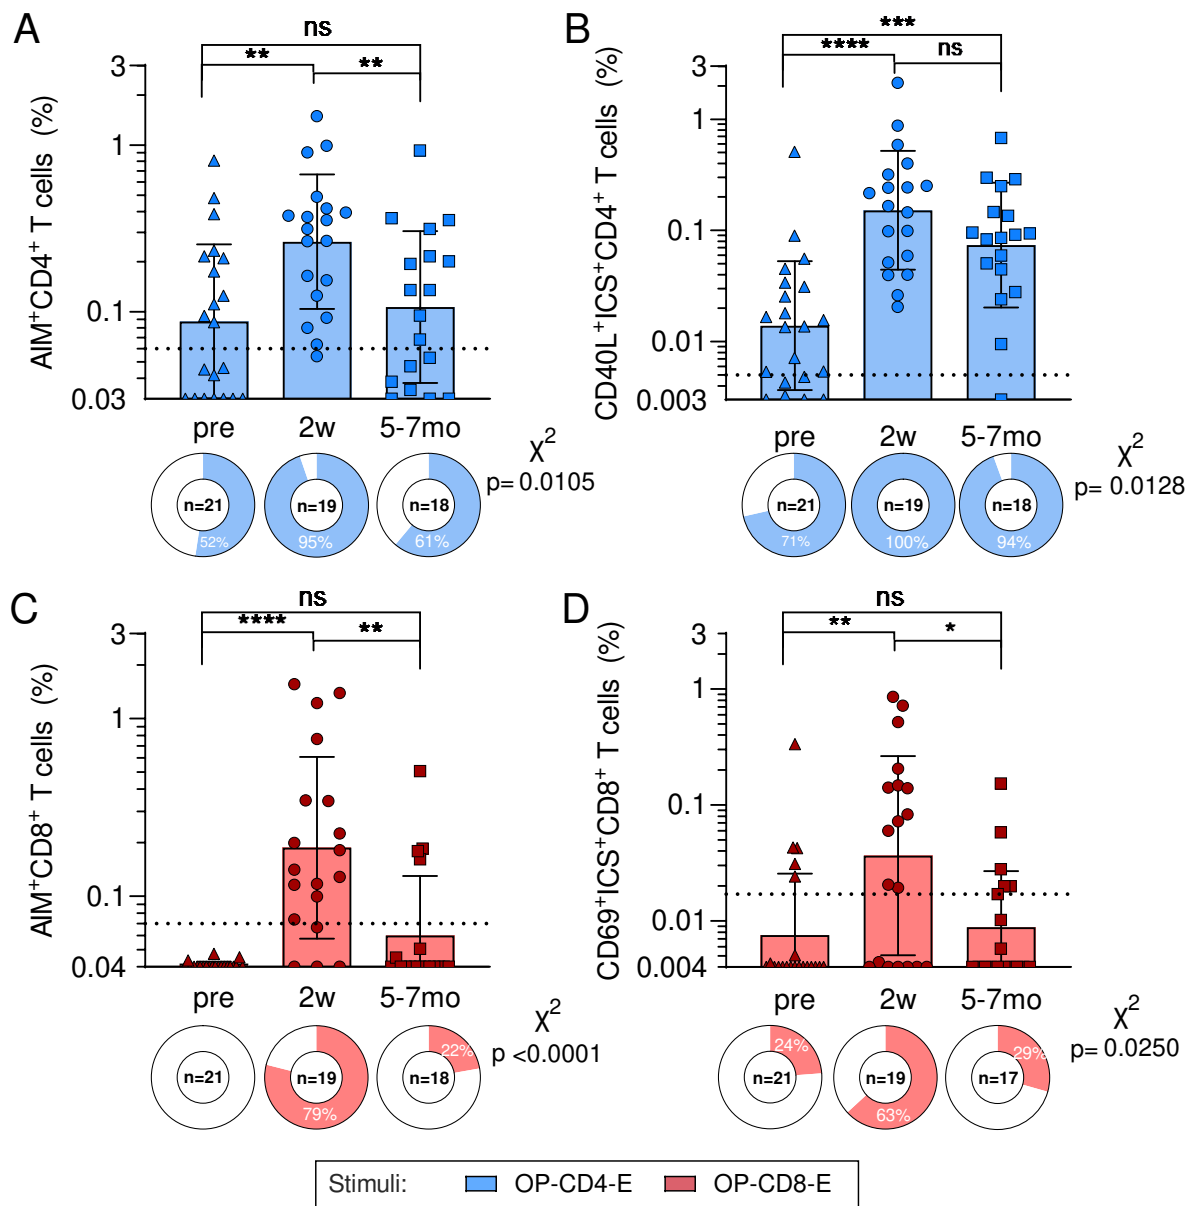 A
ns
**
**
AIM⁺CD4⁺ T cells (%)
3
1
0.1
0.03
pre
2w
5-7mo
χ²
p= 0.0105
n=21
52%
n=19
95%
n=18
61%
B
***
****
ns
CD40L⁺ICS⁺CD4⁺ T cells (%)
3
1
0.1
0.01
0.003
pre
2w
5-7mo
χ²
p= 0.0128
n=21
71%
n=19
100%
n=18
94%
C
ns
****
**
AIM⁺CD8⁺ T cells (%)
3
1
0.1
0.04
pre
2w
5-7mo
χ²
p <0.0001
n=21
n=19
79%
n=18
22%
D
ns
**
*
CD69⁺ICS⁺CD8⁺ T cells (%)
3
1
0.1
0.01
0.004
pre
2w
5-7mo
χ²
p= 0.0250
n=21
24%
n=19
63%
n=17
29%
Stimuli: OP-CD4-E OP-CD8-E